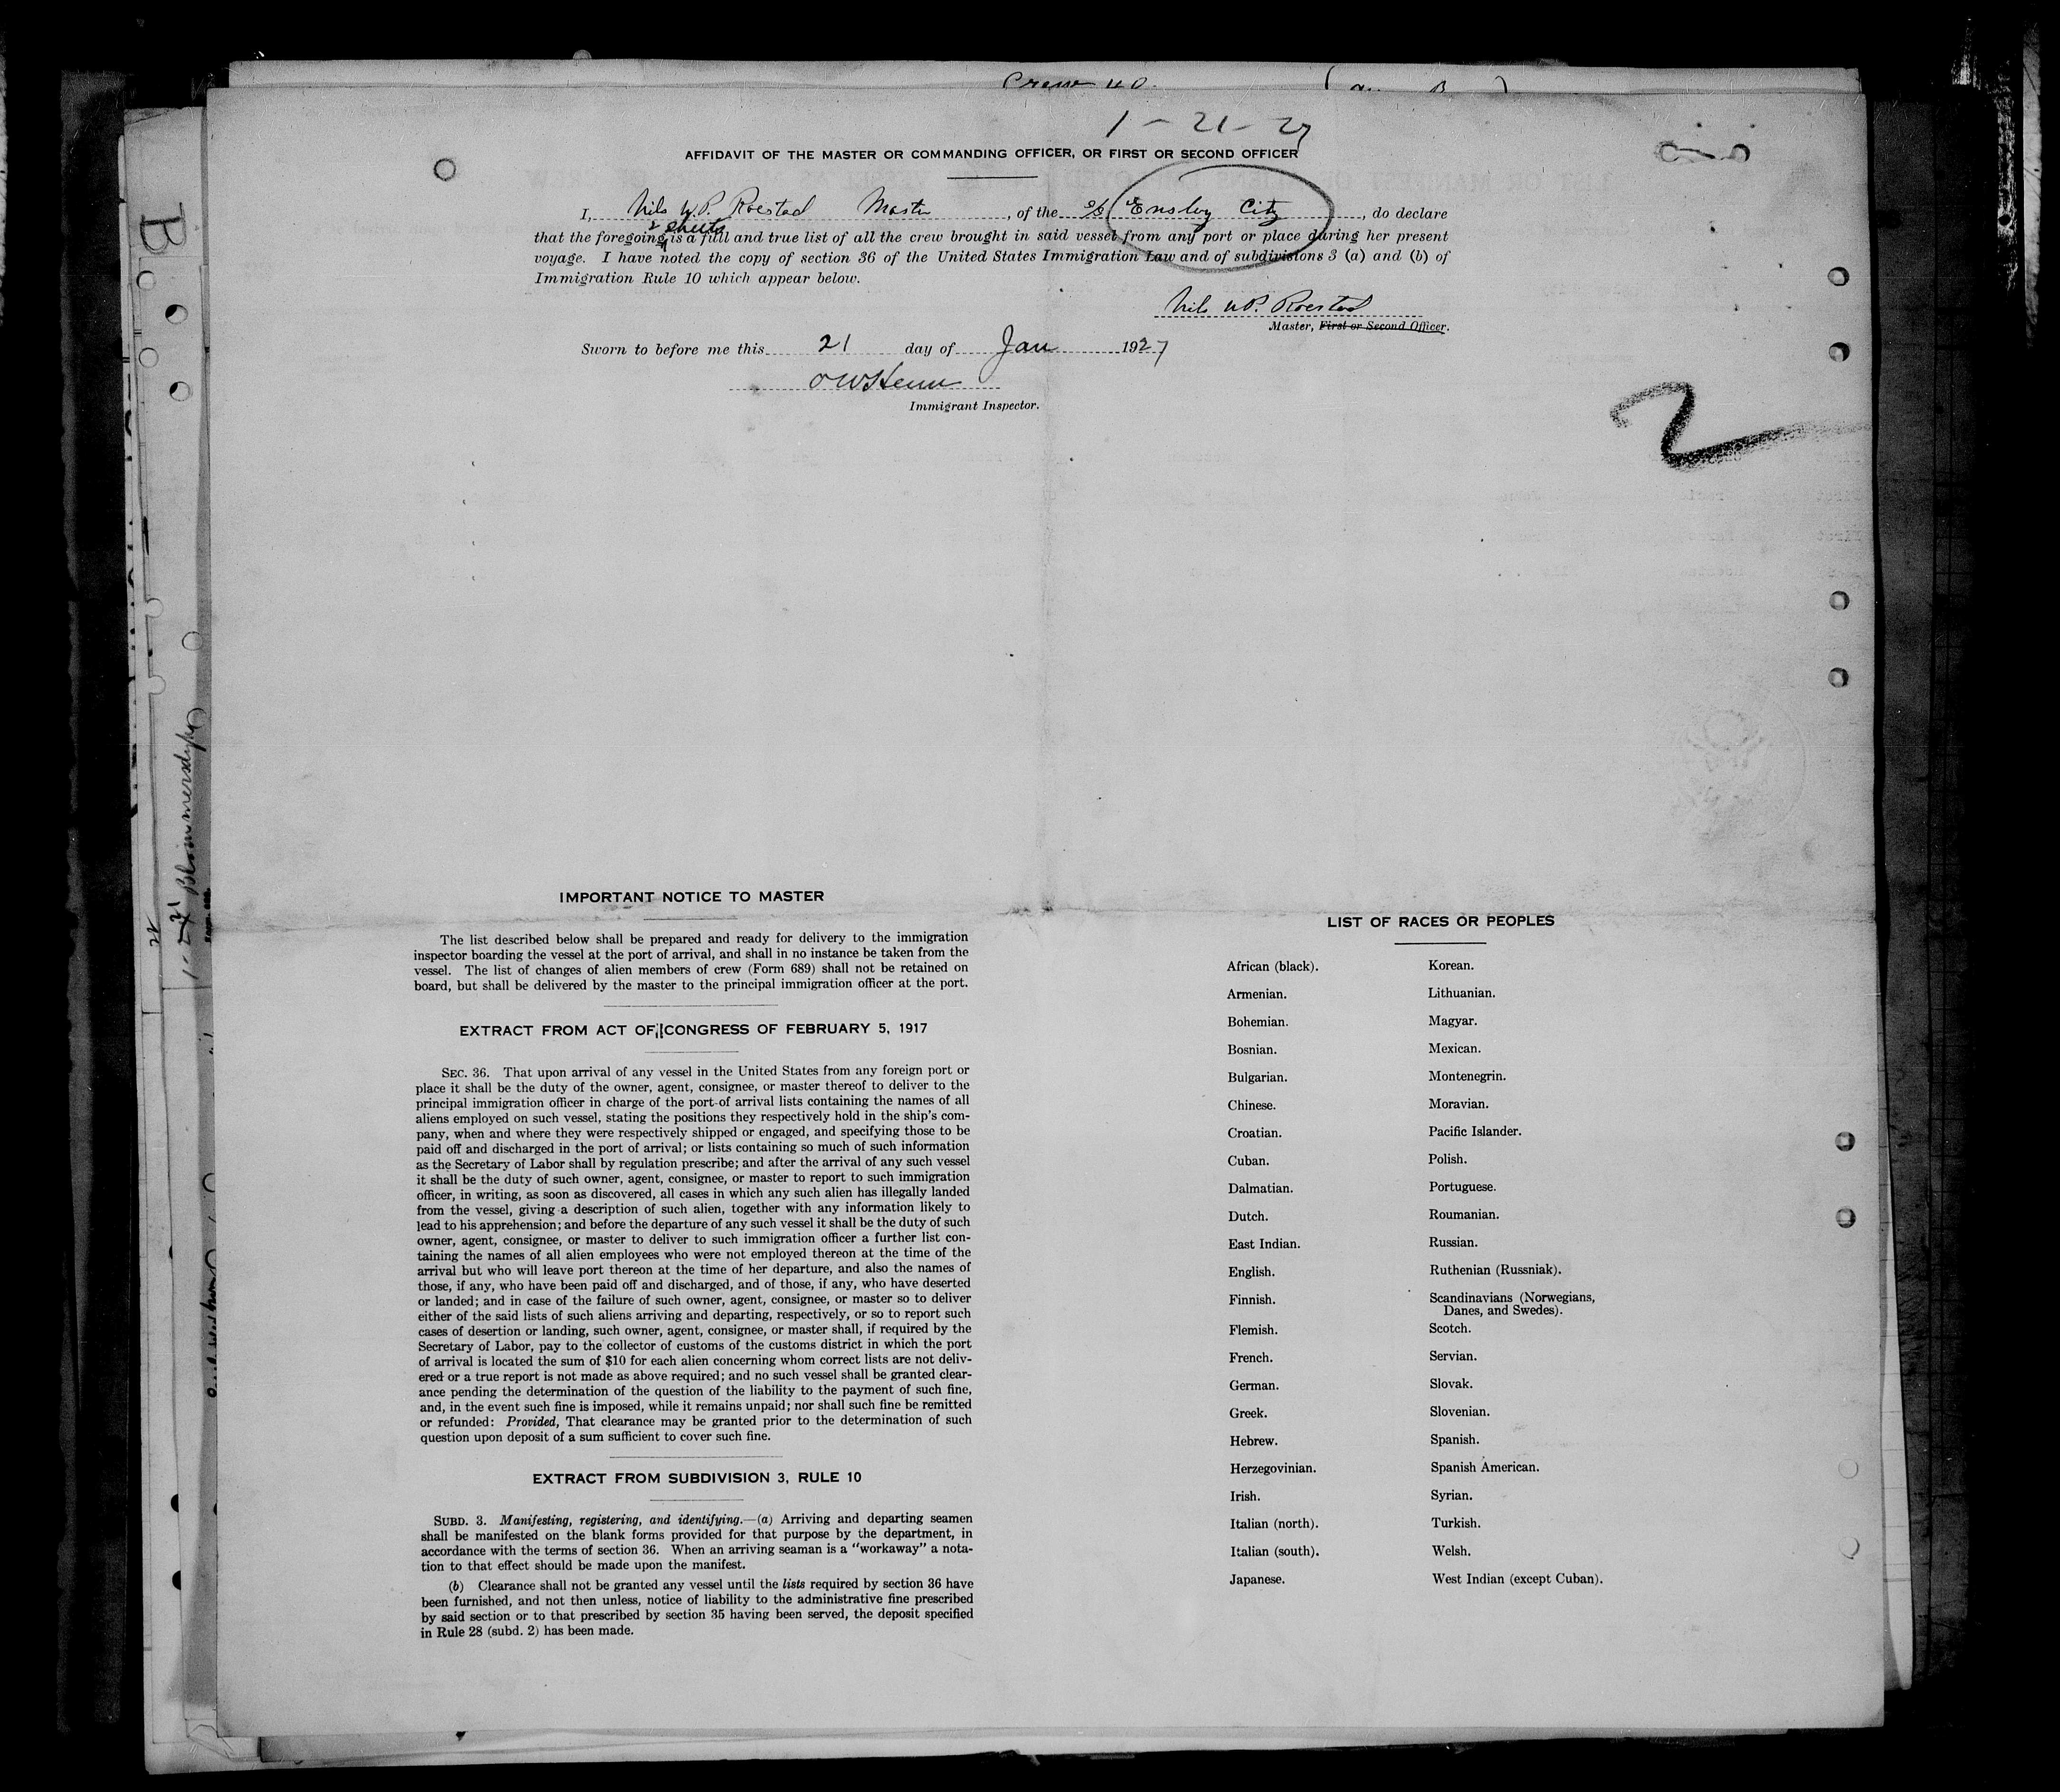 Crew 40.
1 - 21 - 27
AFFIDAVIT OF THE MASTER OR COMMANDING OFFICER, OR FIRST OR SECOND OFFICER
I, Nils W.P. Roestad Master, of the S/S Ensley City, do declare
2 sheets
that the foregoing is a full and true list of all the crew brought in said vessel from any port or place during her present
voyage. I have noted the copy of section 36 of the United States Immigration Law and of subdivisions 3 (a) and (b) of
Immigration Rule 10 which appear below.
Nils W.P. Roestad
Master, First or Second Officer.
Sworn to before me this 21 day of Jan 1927
Immigrant Inspector.
2
B
IMPORTANT NOTICE TO MASTER
The list described below shall be prepared and ready for delivery to the immigration
inspector boarding the vessel at the port of arrival, and shall in no instance be taken from the
vessel. The list of changes of alien members of crew (Form 689) shall not be retained on
board, but shall be delivered by the master to the principal immigration officer at the port.
EXTRACT FROM ACT OF CONGRESS OF FEBRUARY 5, 1917
SEC. 36. That upon arrival of any vessel in the United States from any foreign port or
place it shall be the duty of the owner, agent, consignee, or master thereof to deliver to the
principal immigration officer in charge of the port of arrival lists containing the names of all
aliens employed on such vessel, stating the positions they respectively hold in the ship's com-
pany, when and where they were respectively shipped or engaged, and specifying those to be
paid off and discharged in the port of arrival; or lists containing so much of such information
as the Secretary of Labor shall by regulation prescribe; and after the arrival of any such vessel
it shall be the duty of such owner, agent, consignee, or master to report to such immigration
officer, in writing, as soon as discovered, all cases in which any such alien has illegally landed
from the vessel, giving a description of such alien, together with any information likely to
lead to his apprehension; and before the departure of any such vessel it shall be the duty of such
owner, agent, consignee, or master to deliver to such immigration officer a further list con-
taining the names of all alien employees who were not employed thereon at the time of the
arrival but who will leave port thereon at the time of her departure, and also the names of
those, if any, who have been paid off and discharged, and of those, if any, who have deserted
or landed; and in case of the failure of such owner, agent, consignee, or master so to deliver
either of the said lists of such aliens arriving and departing, respectively, or so to report such
cases of desertion or landing, such owner, agent, consignee, or master shall, if required by the
Secretary of Labor, pay to the collector of customs of the customs district in which the port
of arrival is located the sum of $10 for each alien concerning whom correct lists are not deliv-
ered or a true report is not made as above required; and no such vessel shall be granted clear-
ance pending the determination of the question of the liability to the payment of such fine,
and, in the event such fine is imposed, while it remains unpaid; nor shall such fine be remitted
or refunded: Provided, That clearance may be granted prior to the determination of such
question upon deposit of a sum sufficient to cover such fine.
EXTRACT FROM SUBDIVISION 3, RULE 10
SUBD. 3. Manifesting, registering, and identifying.—(a) Arriving and departing seamen
shall be manifested on the blank forms provided for that purpose by the department, in
accordance with the terms of section 36. When an arriving seaman is a "workaway" a nota-
tion to that effect should be made upon the manifest.
(b) Clearance shall not be granted any vessel until the lists required by section 36 have
been furnished, and not then unless, notice of liability to the administrative fine prescribed
by said section or to that prescribed by section 35 having been served, the deposit specified
in Rule 28 (subd. 2) has been made.
LIST OF RACES OR PEOPLES
African (black).
Armenian.
Bohemian.
Bosnian.
Bulgarian.
Chinese.
Croatian.
Cuban.
Dalmatian.
Dutch.
East Indian.
English.
Finnish.
Flemish.
French.
German.
Greek.
Hebrew.
Herzegovinian.
Irish.
Italian (north).
Italian (south).
Japanese.
Korean.
Lithuanian.
Magyar.
Mexican.
Montenegrin.
Moravian.
Pacific Islander.
Polish.
Portuguese.
Roumanian.
Russian.
Ruthenian (Russniak).
Scandinavians (Norwegians,
Danes, and Swedes).
Scotch.
Servian.
Slovak.
Slovenian.
Spanish.
Spanish American.
Syrian.
Turkish.
Welsh.
West Indian (except Cuban).